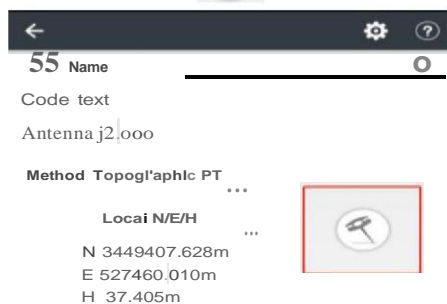 55 Name O
Code text
Antenna j2.ooo
Method Topogl'aphlc PT
...
Locai N/E/H
...
N 3449407.628m
E 527460.010m
H 37.405m